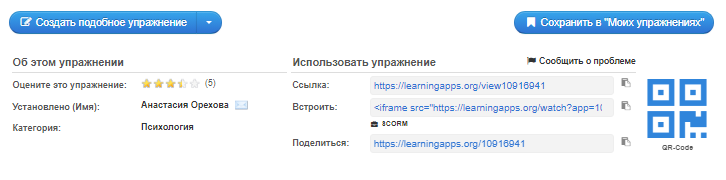 Создать подобное упражнение
Сохранить в "Моих упражнениях"
Об этом упражнении
Оцените это упражнение: (5)
Установлено (Имя): Анастасия Орехова
Категория: Психология
Использовать упражнение
Сообщить о проблеме
Ссылка: https://learningapps.org/view10916941
Встроить: <iframe src="https://learningapps.org/watch?app=10
SCORM
Поделиться: https://learningapps.org/10916941
QR-Code